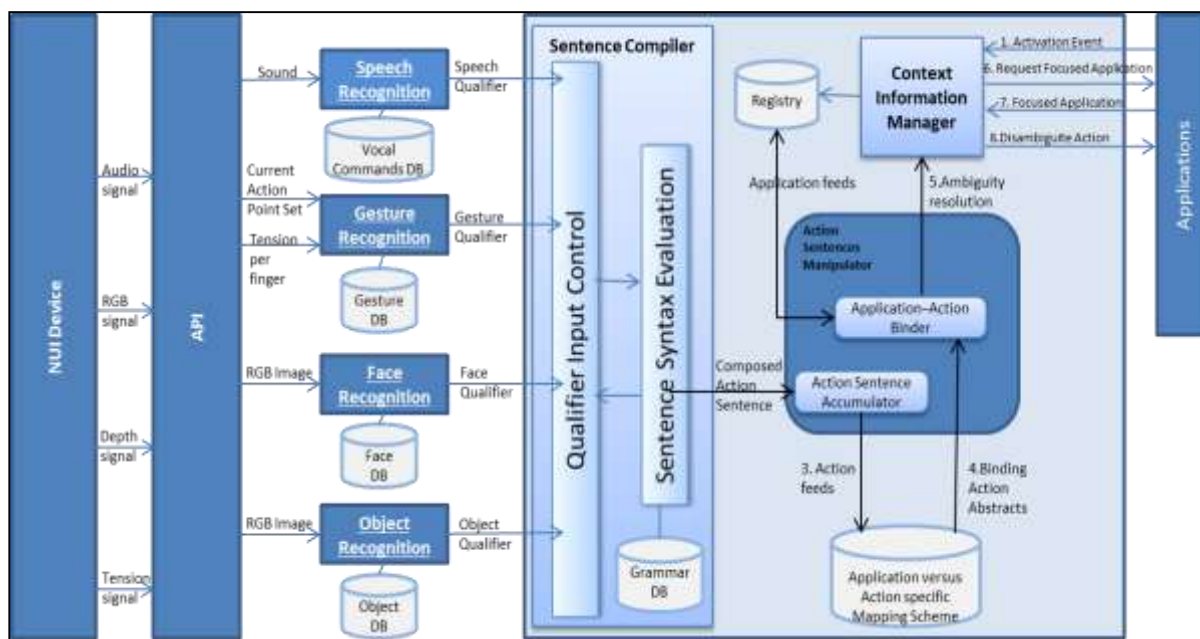 NUI Device
Audio
signal
RGB
signal
Depth
signal
Tension
signal
API
Sound
Current
Action
Point Set
Tension
per
finger
RGB Image
RGB Image
Speech
Recognition
Vocal
Commands DB
Gesture
Recognition
Gesture
DB
Face
Recognition
Face
DB
Object
Recognition
Object
DB
Speech
Qualifier
Gesture
Qualifier
Face
Qualifier
Object
Qualifier
Sentence Compiler
Qualifier Input Control
Sentence Syntax Evaluation
Grammar
DB
Composed
Action
Sentence
Registry
Application feeds
Context
Information
Manager
5.Ambiguity
resolution
Action
Sentences
Manipulator
Application–Action
Binder
Action Sentence
Accumulator
3. Action
feeds
4.Binding
Action
Abstracts
Application versus
Action specific
Mapping Scheme
1. Activation Event
6. Request Focused Application
7. Focused Application
8.Disambiguite Action
Applications